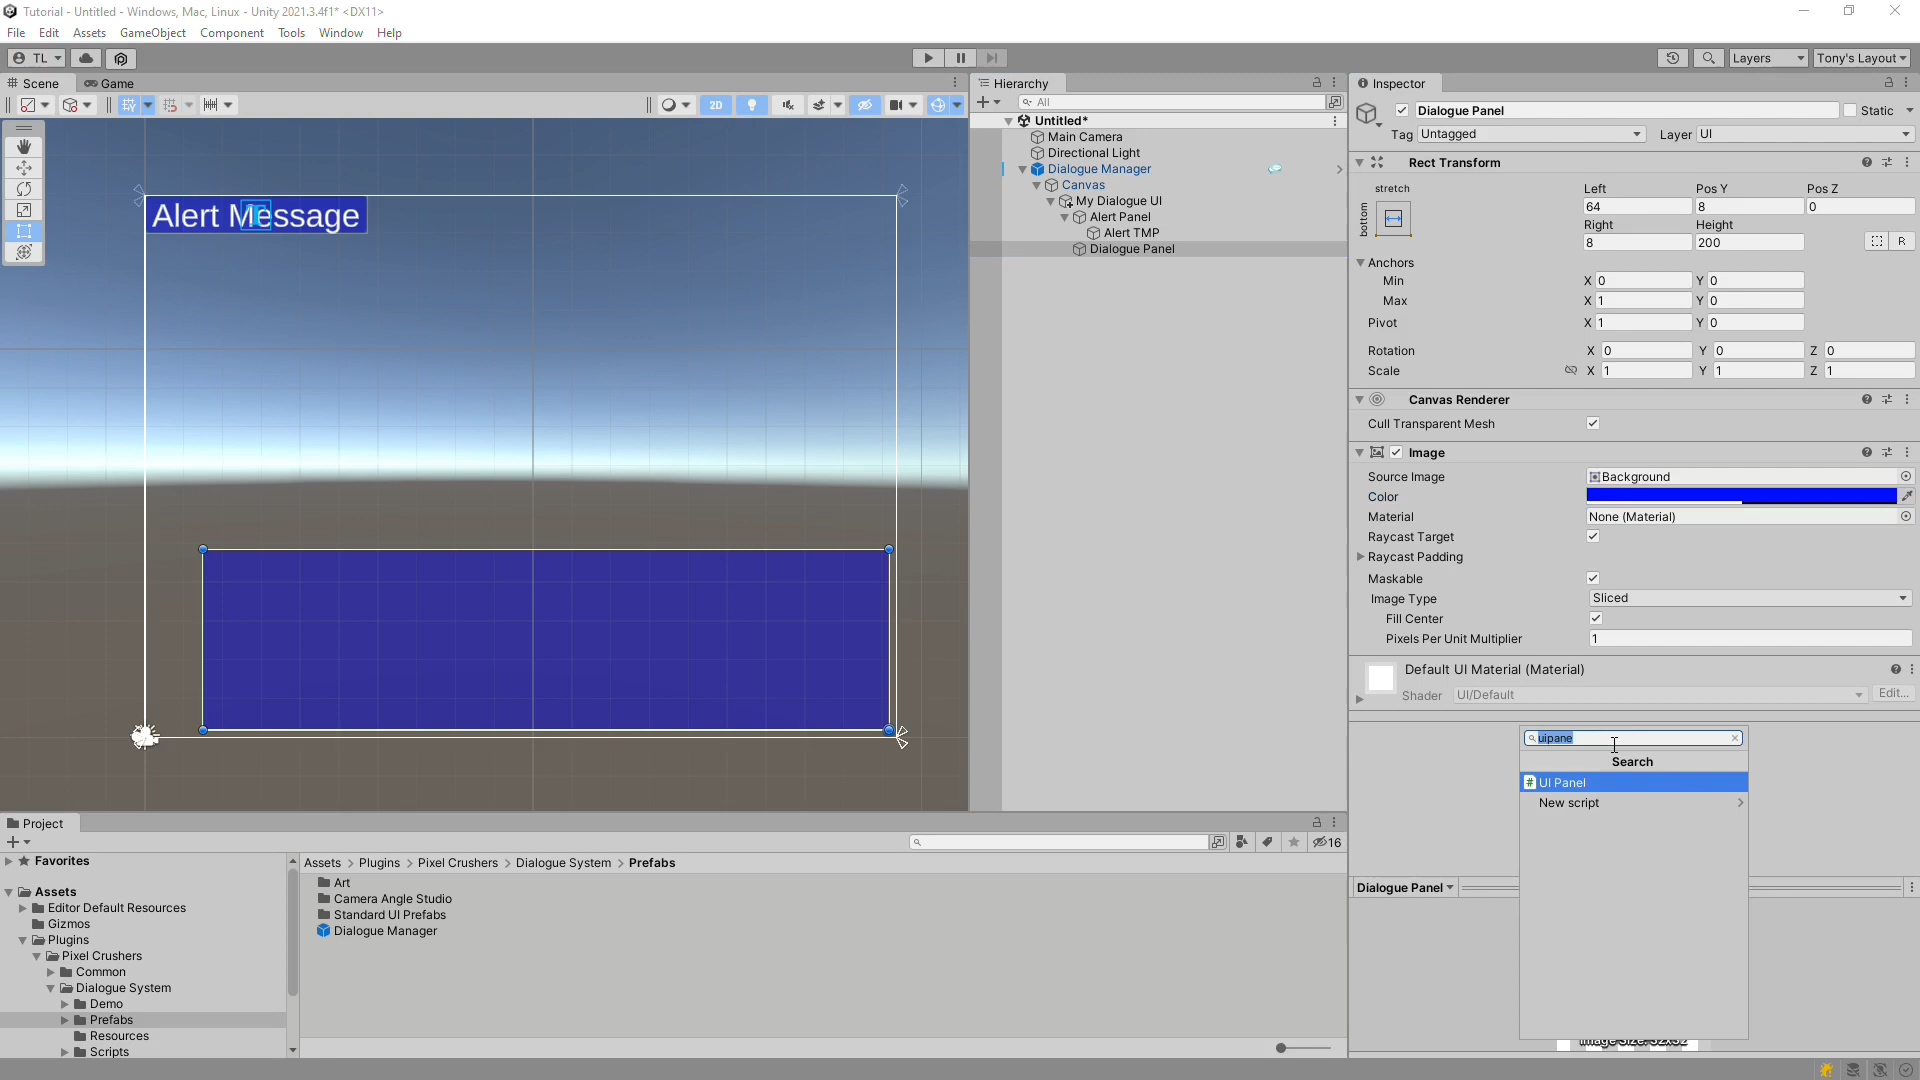 Tutorial - Untitled - Windows, Mac, Linux - Unity 2021.3.4f1* <DX11>
File Edit Assets GameObject Component Tools Window Help
TL Layers Tony's Layout
Scene Game
2D
Alert Message
Hierarchy
All
Untitled*
Main Camera
Directional Light
Dialogue Manager
Canvas
My Dialogue UI
Alert Panel
Alert TMP
Dialogue Panel
Inspector
Dialogue Panel Static
Tag Untagged Layer UI
Rect Transform
stretch Left Pos Y Pos Z
bottom 64 8 0
Right Height
8 200 R
Anchors
Min X 0 Y 0
Max X 1 Y 0
Pivot X 1 Y 0
Rotation X 0 Y 0 Z 0
Scale X 1 Y 1 Z 1
Canvas Renderer
Cull Transparent Mesh
Image
Source Image Background
Color
Material None (Material)
Raycast Target
Raycast Padding
Maskable
Image Type Sliced
Fill Center
Pixels Per Unit Multiplier 1
Default UI Material (Material)
Shader UI/Default Edit...
uipane
Search
UI Panel
New script
Dialogue Panel
Image Size: 32x32
Project
16
Favorites
Assets
Editor Default Resources
Gizmos
Plugins
Pixel Crushers
Common
Dialogue System
Demo
Prefabs
Resources
Scripts
Assets > Plugins > Pixel Crushers > Dialogue System > Prefabs
Art
Camera Angle Studio
Standard UI Prefabs
Dialogue Manager